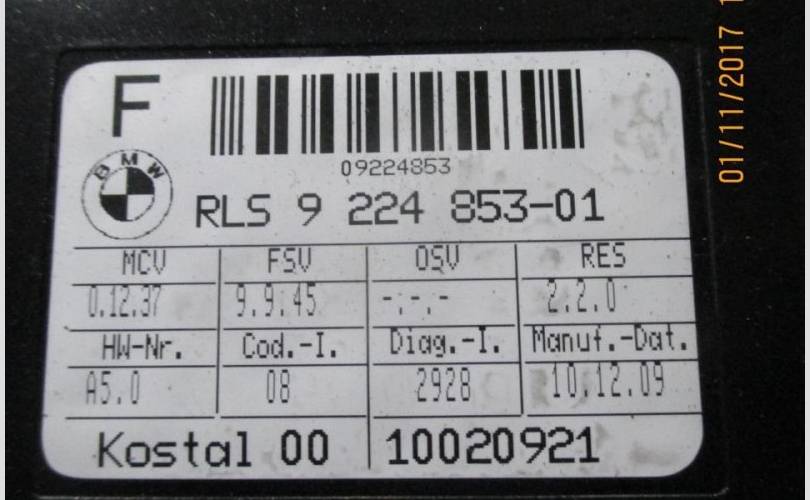 F
09224853
BMW
RLS 9 224 853-01
MCV FSV OSV RES
0.12.37 9.9.45 -.-.- 2.2.0
HW-Nr. Cod.-I. Diag.-I. Manuf.-Dat.
A5.0 08 2928 10.12.09
Kostal 00 10020921
01/11/2017